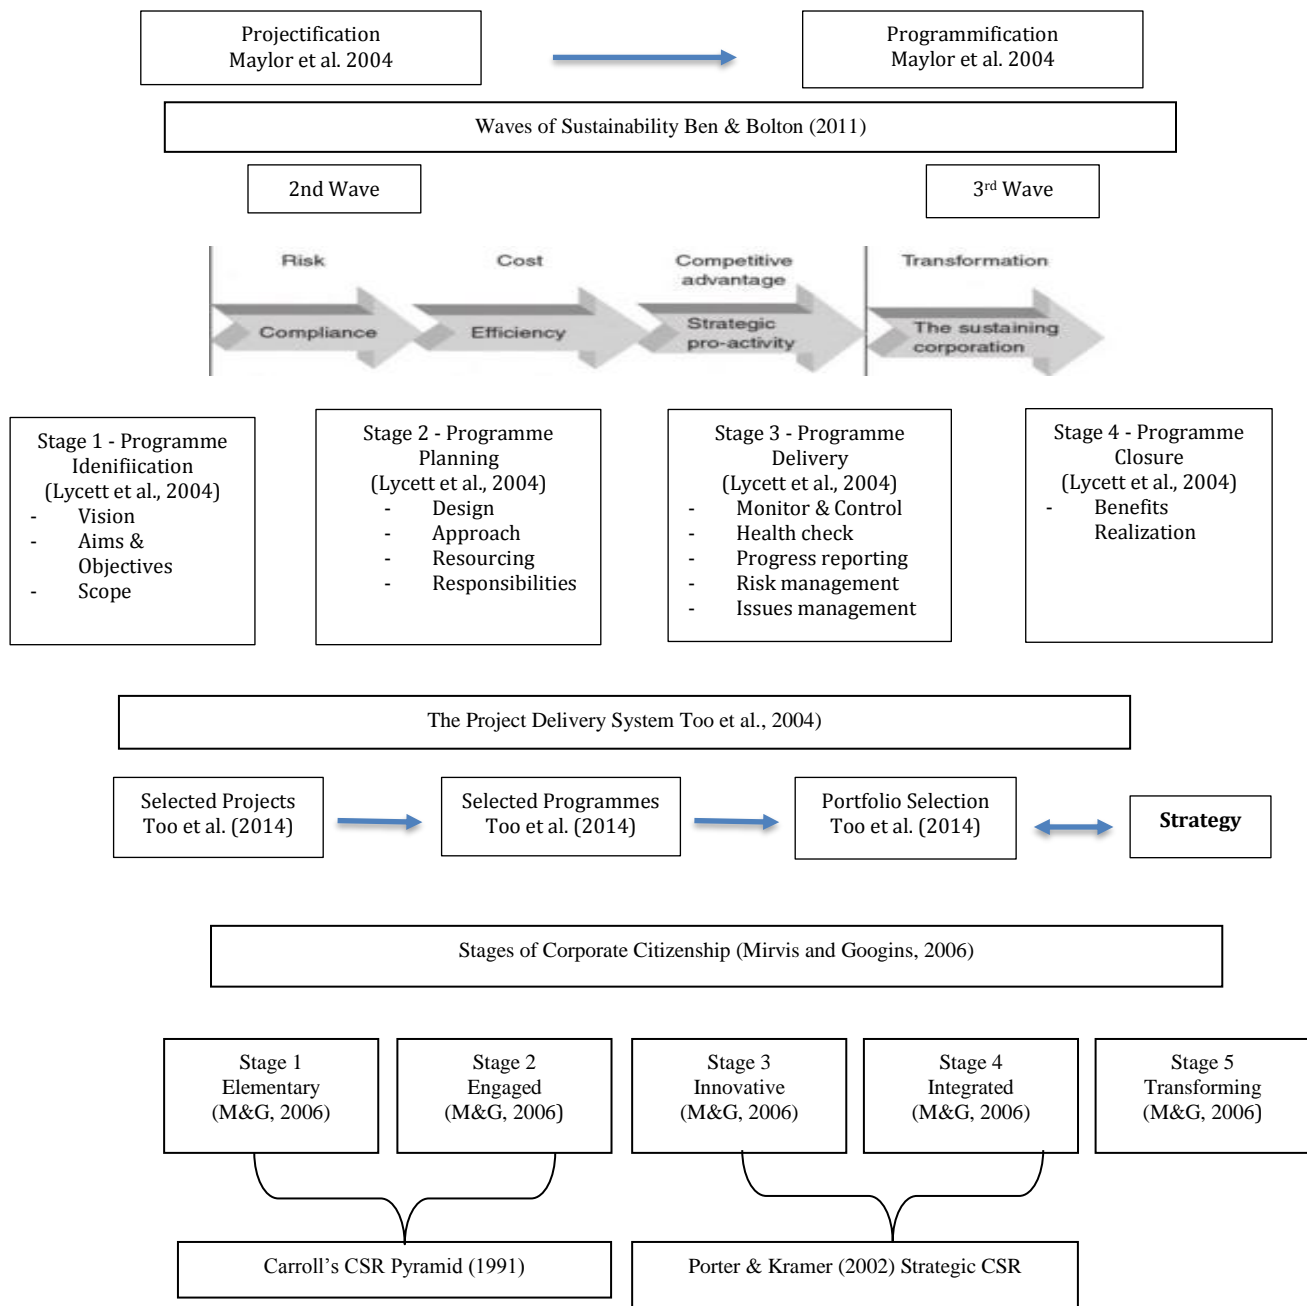 Projectification
Maylor et al. 2004
Programmification
Maylor et al. 2004
Waves of Sustainability Ben & Bolton (2011)
2nd Wave
3rd Wave
Risk
Cost
Competitive
advantage
Transformation
Compliance
Efficiency
Strategic
pro-activity
The sustaining
corporation
Stage 1 - Programme
Idenifiication
(Lycett et al., 2004)
- Vision
- Aims &
Objectives
- Scope
Stage 2 - Programme
Planning
(Lycett et al., 2004)
- Design
- Approach
- Resourcing
- Responsibilities
Stage 3 - Programme
Delivery
(Lycett et al., 2004)
- Monitor & Control
- Health check
- Progress reporting
- Risk management
- Issues management
Stage 4 - Programme
Closure
(Lycett et al., 2004)
- Benefits
Realization
The Project Delivery System Too et al., 2004)
Selected Projects
Too et al. (2014)
Selected Programmes
Too et al. (2014)
Portfolio Selection
Too et al. (2014)
Strategy
Stages of Corporate Citizenship (Mirvis and Googins, 2006)
Stage 1
Elementary
(M&G, 2006)
Stage 2
Engaged
(M&G, 2006)
Stage 3
Innovative
(M&G, 2006)
Stage 4
Integrated
(M&G, 2006)
Stage 5
Transforming
(M&G, 2006)
Carroll’s CSR Pyramid (1991)
Porter & Kramer (2002) Strategic CSR